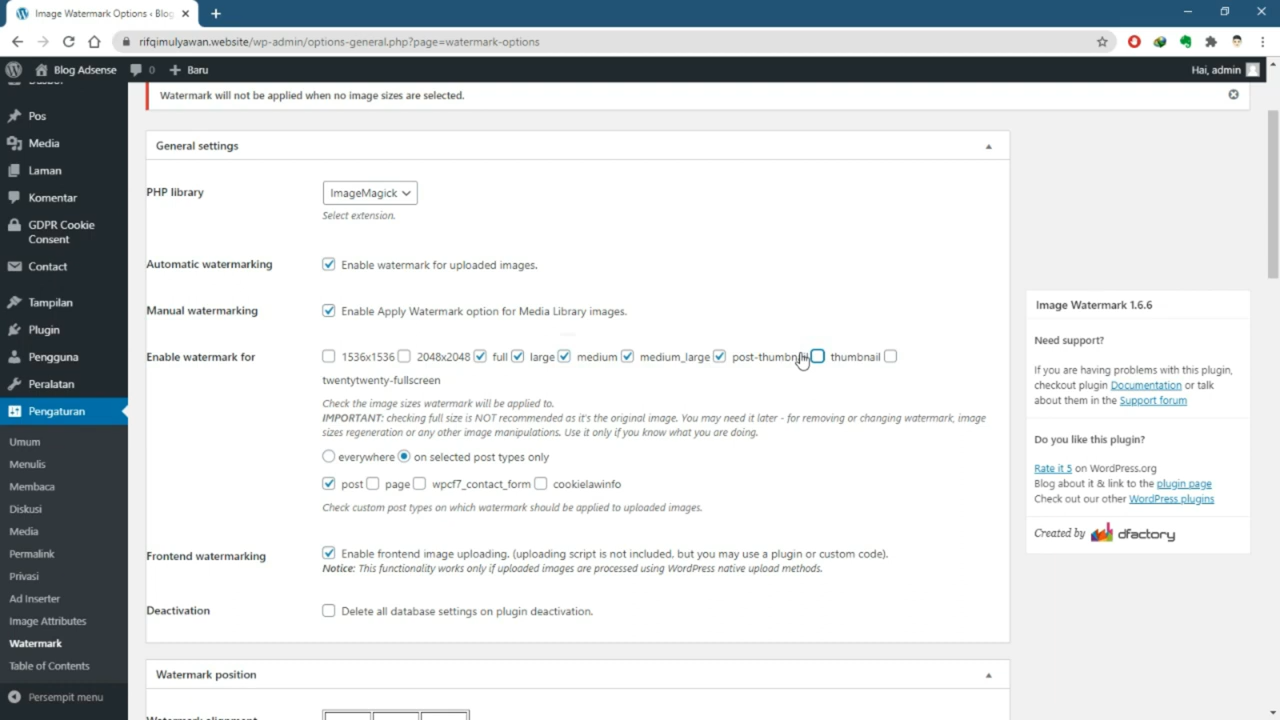 Image Watermark Options ‹ Blog
rifqimulyawan.website/wp-admin/options-general.php?page=watermark-options
Blog Adsense 0 Baru Hai, admin
Pos
Media
Laman
Komentar
GDPR Cookie
Consent
Contact
Tampilan
Plugin
Pengguna
Peralatan
Pengaturan
Umum
Menulis
Membaca
Diskusi
Media
Permalink
Privasi
Ad Inserter
Image Attributes
Watermark
Table of Contents
Persempit menu
Watermark will not be applied when no image sizes are selected.
General settings
PHP library
ImageMagick
Select extension.
Automatic watermarking
Enable watermark for uploaded images.
Manual watermarking
Enable Apply Watermark option for Media Library images.
Enable watermark for
1536x1536 2048x2048 full large medium medium_large post-thumbnail thumbnail
twentytwenty-fullscreen
Check the image sizes watermark will be applied to.
IMPORTANT: checking full size is NOT recommended as it's the original image. You may need it later - for removing or changing watermark, image
sizes regeneration or any other image manipulations. Use it only if you know what you are doing.
everywhere on selected post types only
post page wpcf7_contact_form cookielawinfo
Check custom post types on which watermark should be applied to uploaded images.
Frontend watermarking
Enable frontend image uploading. (uploading script is not included, but you may use a plugin or custom code).
Notice: This functionality works only if uploaded images are processed using WordPress native upload methods.
Deactivation
Delete all database settings on plugin deactivation.
Watermark position
Image Watermark 1.6.6
Need support?
If you are having problems with this plugin,
checkout plugin Documentation or talk
about them in the Support forum
Do you like this plugin?
Rate it 5 on WordPress.org
Blog about it & link to the plugin page
Check out our other WordPress plugins
Created by dfactory